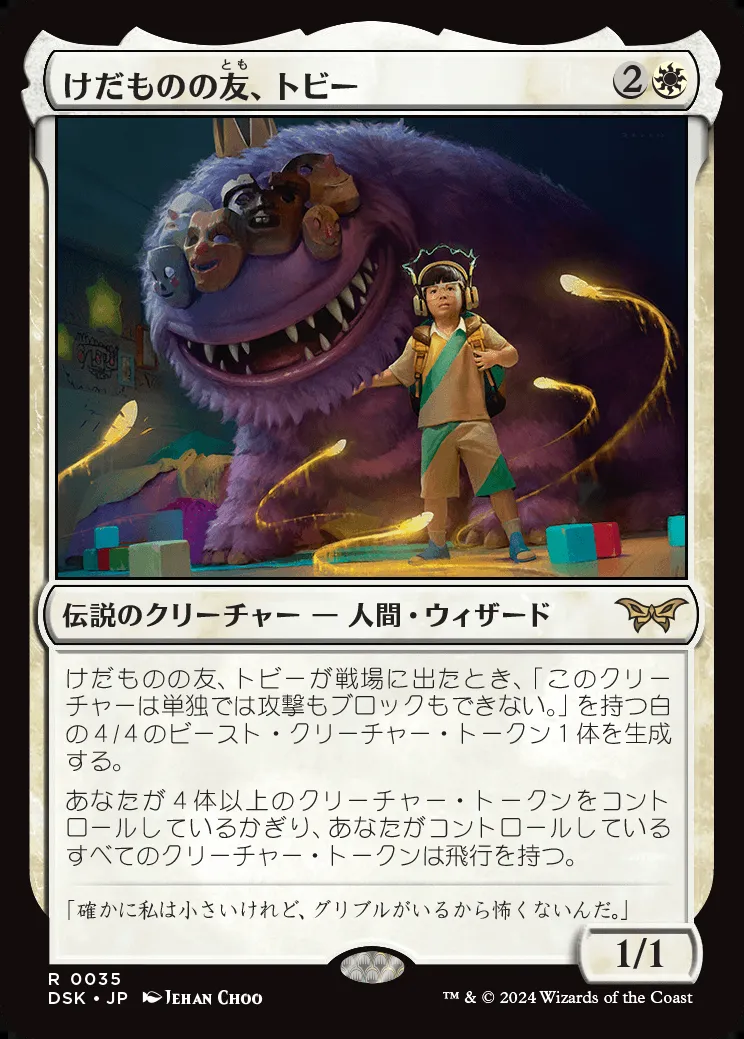 けだものの友、トビー
とも
2
伝説のクリーチャー — 人間・ウィザード
けだものの友、トビーが戦場に出たとき、「このクリー
チャーは単独では攻撃もブロックもできない。」を持つ白
の4/4のビースト・クリーチャー・トークン1体を生成
する。
あなたが4体以上のクリーチャー・トークンをコント
ロールしているかぎり、あなたがコントロールしている
すべてのクリーチャー・トークンは飛行を持つ。
「確かに私は小さいけれど、グリブルがいるから怖くないんだ。」
1/1
R 0035
DSK • JP Jehan Choo
™ & © 2024 Wizards of the Coast